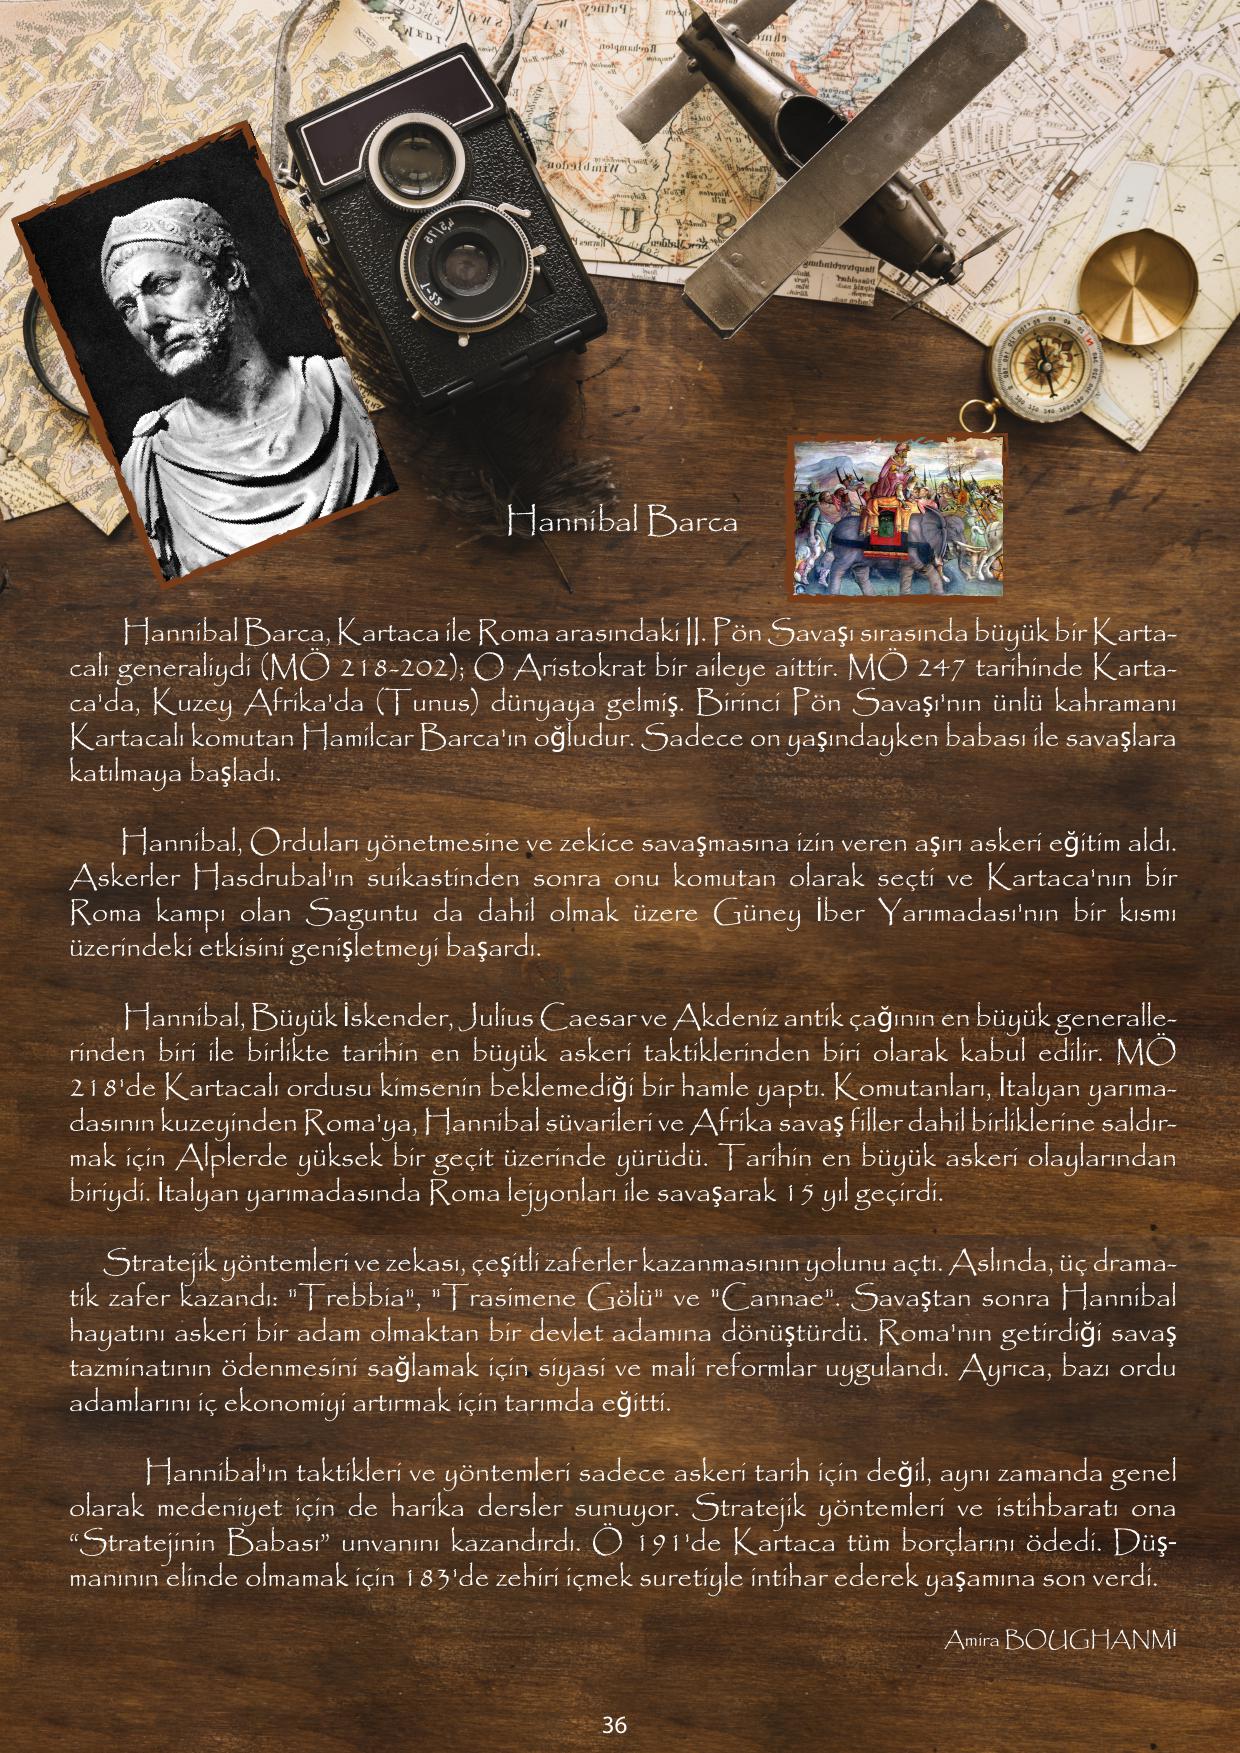 Hannibal Barca
Hannibal Barca, Kartaca ile Roma arasındaki II. Pön Savaşı sırasında büyük bir Karta-
calı generaliydi (MÖ 218-202); O Aristokrat bir aileye aittir. MÖ 247 tarihinde Karta-
ca'da, Kuzey Afrika'da (Tunus) dünyaya gelmiş. Birinci Pön Savaşı'nın ünlü kahramanı
Kartacalı komutan Hamilcar Barca'ın oğludur. Sadece on yaşındayken babası ile savaşlara
katılmaya başladı.
Hannibal, Orduları yönetmesine ve zekice savaşmasına izin veren aşırı askeri eğitim aldı.
Askerler Hasdrubal'ın suikastinden sonra onu komutan olarak seçti ve Kartaca'nın bir
Roma kampı olan Saguntu da dahil olmak üzere Güney İber Yarımadası'nın bir kısmı
üzerindeki etkisini genişletmeyi başardı.
Hannibal, Büyük İskender, Julius Caesar ve Akdeniz antik çağının en büyük generalle-
rinden biri ile birlikte tarihin en büyük askeri taktiklerinden biri olarak kabul edilir. MÖ
218'de Kartacalı ordusu kimsenin beklemediği bir hamle yaptı. Komutanları, İtalyan yarıma-
dasının kuzeyinden Roma'ya, Hannibal süvarileri ve Afrika savaş filler dahil birliklerine saldır-
mak için Alplerde yüksek bir geçit üzerinde yürüdü. Tarihin en büyük askeri olaylarından
biriydi. İtalyan yarımadasında Roma lejyonları ile savaşarak 15 yıl geçirdi.
Stratejik yöntemleri ve zekası, çeşitli zaferler kazanmasının yolunu açtı. Aslında, üç drama-
tik zafer kazandı: "Trebbia", "Trasimene Gölü" ve "Cannae". Savaştan sonra Hannibal
hayatını askeri bir adam olmaktan bir devlet adamına dönüştürdü. Roma'nın getirdiği savaş
tazminatının ödenmesini sağlamak için siyasi ve mali reformlar uygulandı. Ayrıca, bazı ordu
adamlarını iç ekonomiyi artırmak için tarımda eğitti.
Hannibal'ın taktikleri ve yöntemleri sadece askeri tarih için değil, aynı zamanda genel
olarak medeniyet için de harika dersler sunuyor. Stratejik yöntemleri ve istihbaratı ona
“Stratejinin Babası” unvanını kazandırdı. Ö 191'de Kartaca tüm borçlarını ödedi. Düş-
manının elinde olmamak için 183'de zehiri içmek suretiyle intihar ederek yaşamına son verdi.
Amira BOUGHANMİ
36